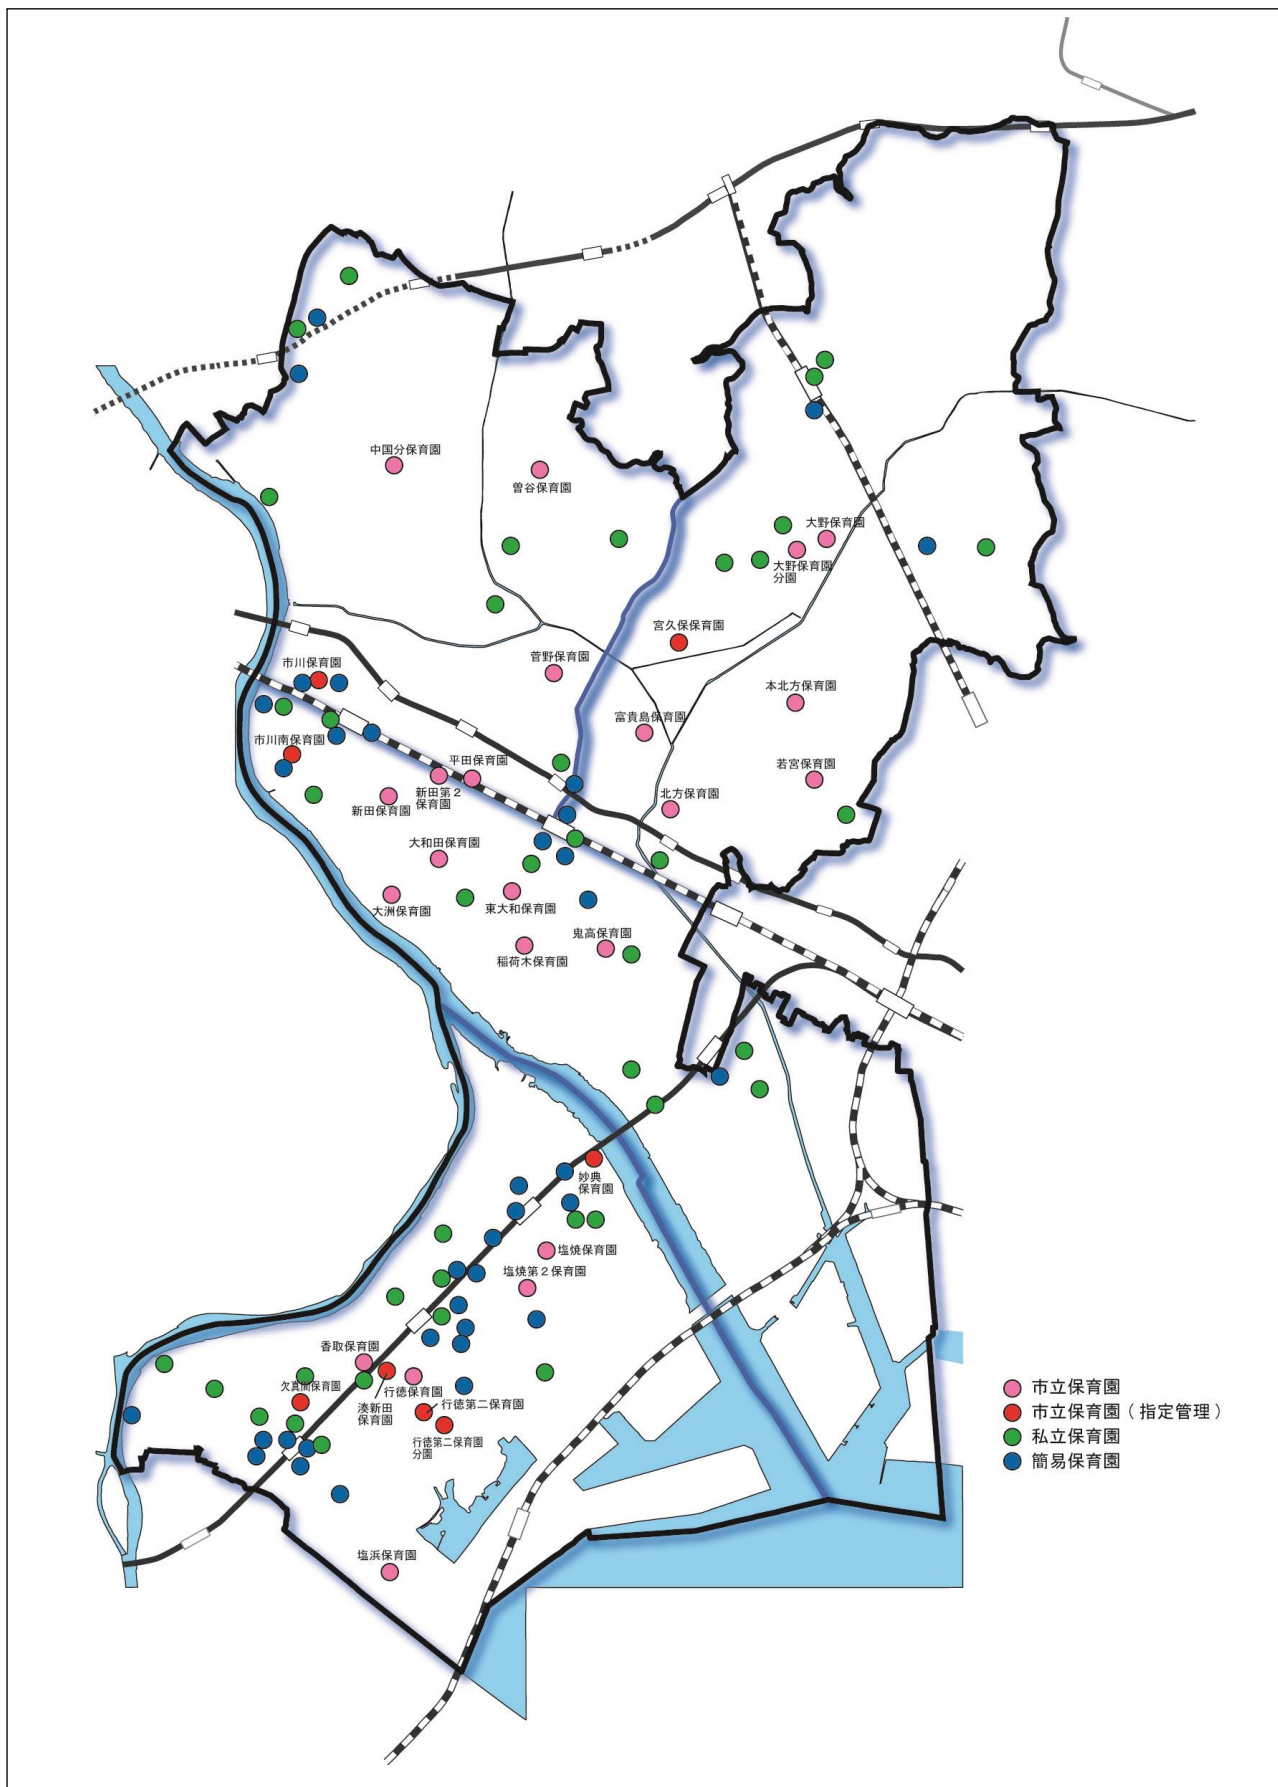 中国分保育園
曽谷保育園
大野保育園
大野保育園
分園
宮久保保育園
菅野保育園
市川保育園
本北方保育園
富貴島保育園
市川南保育園
平田保育園
若宮保育園
新田第２
保育園
新田保育園
北方保育園
大和田保育園
大洲保育園
東大和保育園
鬼高保育園
稲荷木保育園
妙典
保育園
塩焼保育園
塩焼第２保育園
香取保育園
欠真間保育園
行徳保育園
湊新田
保育園
行徳第二保育園
行徳第二保育園
分園
塩浜保育園
市立保育園
市立保育園（指定管理）
私立保育園
簡易保育園